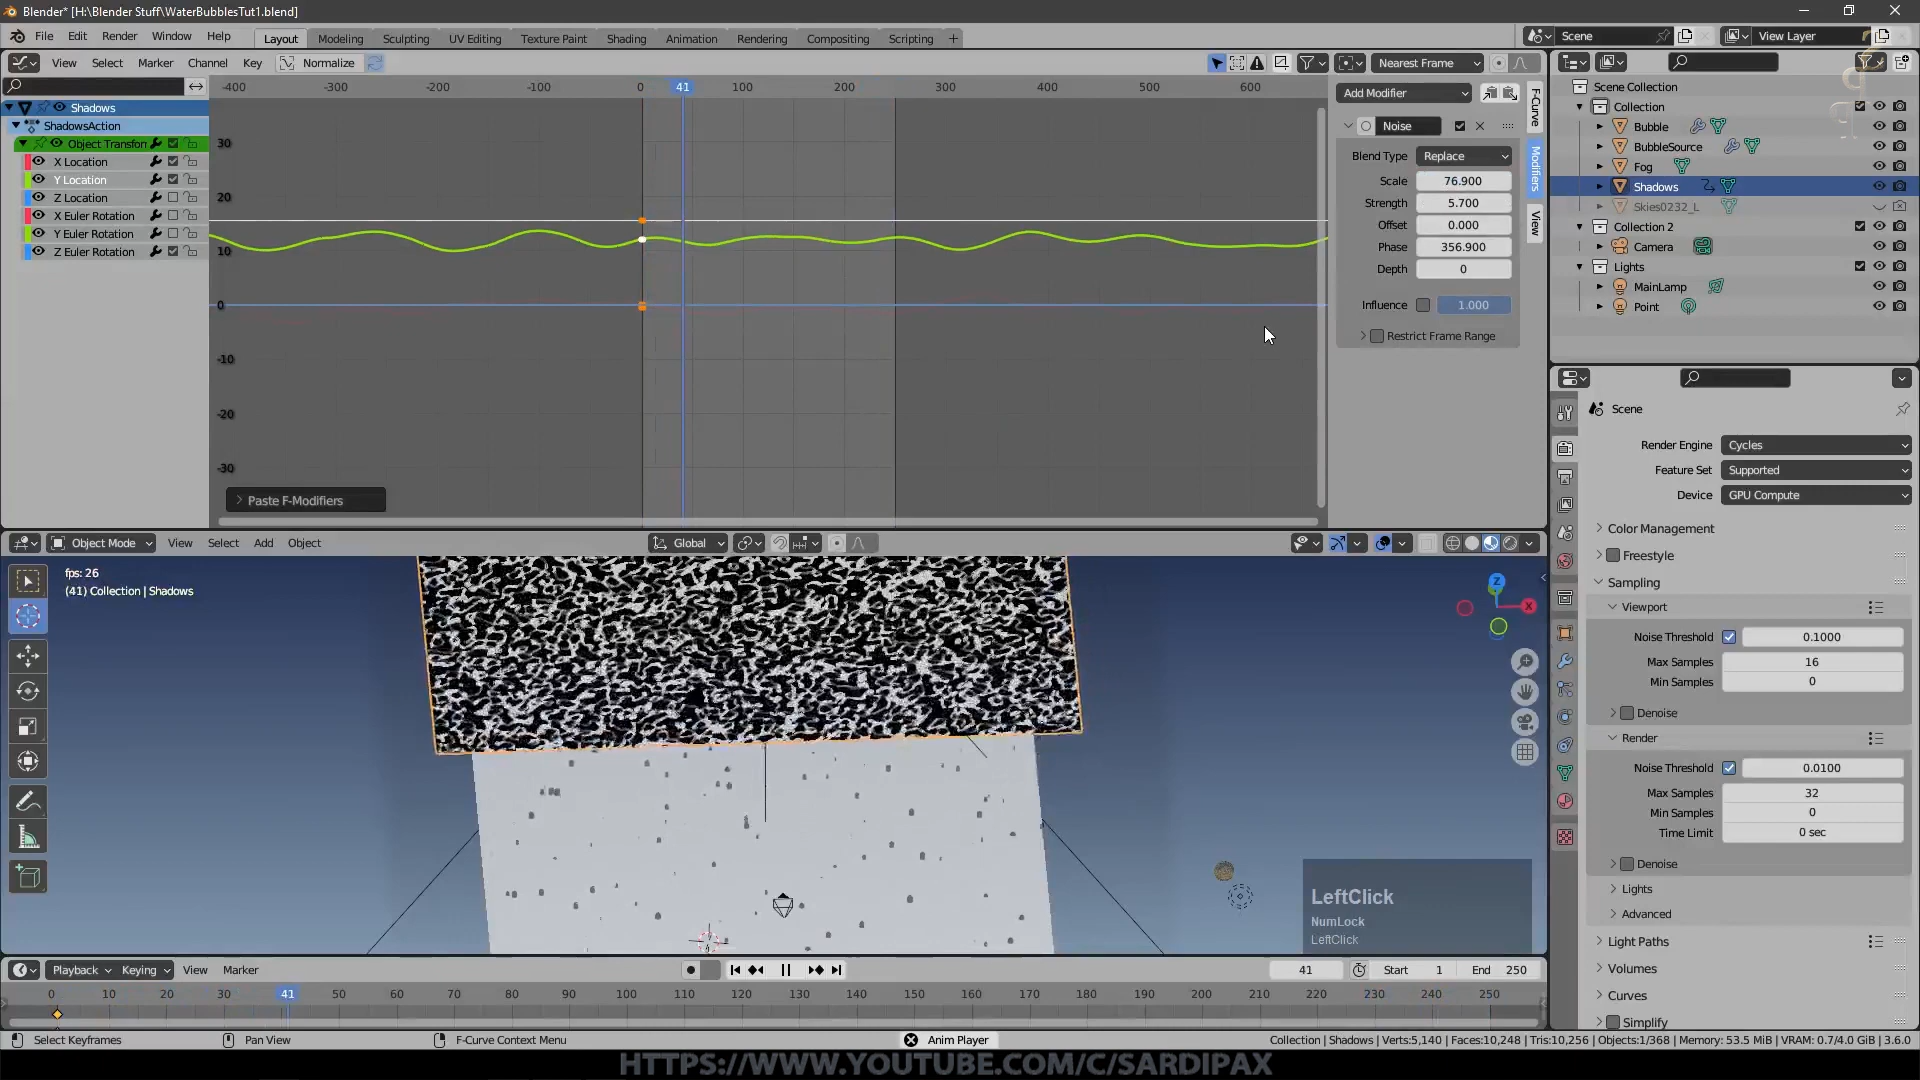 Blender* [H:\Blender Stuff\WaterBubblesTut1.blend]
File Edit Render Window Help Layout Modeling Sculpting UV Editing Texture Paint Shading Animation Rendering Compositing Scripting + Scene View Layer
View Select Marker Channel Key Normalize Nearest Frame
-400 -300 -200 -100 0 41 100 200 300 400 500 600
Shadows
ShadowsAction
Object Transfor
X Location
Y Location
Z Location
X Euler Rotation
Y Euler Rotation
Z Euler Rotation
30
20
10
0
-10
-20
-30
Paste F-Modifiers
Add Modifier
Noise
Blend Type Replace
Scale 76.900
Strength 5.700
Offset 0.000
Phase 356.900
Depth 0
Influence 1.000
Restrict Frame Range
F-Curve
Modifiers
View
Scene Collection
Collection
Bubble
BubbleSource
Fog
Shadows
Skies0232_L
Collection 2
Camera
Lights
MainLamp
Point
Object Mode View Select Add Object Global
fps: 26
(41) Collection | Shadows
Z
X
LeftClick
NumLock
LeftClick
Scene
Render Engine Cycles
Feature Set Supported
Device GPU Compute
Color Management
Freestyle
Sampling
Viewport
Noise Threshold 0.1000
Max Samples 16
Min Samples 0
Denoise
Render
Noise Threshold 0.0100
Max Samples 32
Min Samples 0
Time Limit 0 sec
Denoise
Lights
Advanced
Light Paths
Volumes
Curves
Simplify
Playback Keying View Marker 41 Start 1 End 250
0 10 20 30 41 50 60 70 80 90 100 110 120 130 140 150 160 170 180 190 200 210 220 230 240 250
Select Keyframes Pan View F-Curve Context Menu Anim Player Collection | Shadows | Verts:5,140 | Faces:10,248 | Tris:10,256 | Objects:1/368 | Memory: 53.5 MiB | VRAM: 0.7/4.0 GiB | 3.6.0
HTTPS://WWW.YOUTUBE.COM/C/SARDIPAX